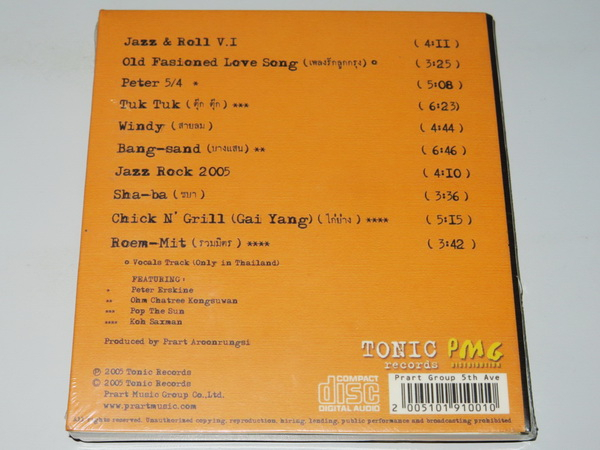 Jazz & Roll V.I ( 4:11 )
Old Fasioned Love Song ( เพลงรักลูกกรุง ) o ( 3:25 )
Peter 5/4 * ( 5:08 )
Tuk Tuk ( ตุ๊ก ตุ๊ก ) *** ( 6:23)
Windy ( สายลม ) ( 4:44 )
Bang-sand ( บางแสน ) ** ( 6:46 )
Jazz Rock 2005 ( 4:10 )
Sha-ba ( ชบา ) ( 3:36 )
Chick N' Grill (Gai Yang) ( ไก่ย่าง ) **** ( 5:15 )
Roem-Mit ( รวมมิตร ) **** ( 3:42 )
o Vocals Track (Only in Thailand)
FEATURING :
* Peter Erskine
** Ohm Chatree Kongsuwan
*** Pop The Sun
**** Koh Saxman
Produced by Prart Aroonrungsi
TONIC records
PMG DISTRIBUTION
℗ 2005 Tonic Records
© 2005 Tonic Records
Prart Music Group Co.,Ltd.
www.prartmusic.com
COMPACT disc DIGITAL AUDIO
Prart Group 5th Ave
2 005101 910010
All rights reserved. Unauthorized copying, reproduction, hiring, lending, public performance and broadcasting prohibited